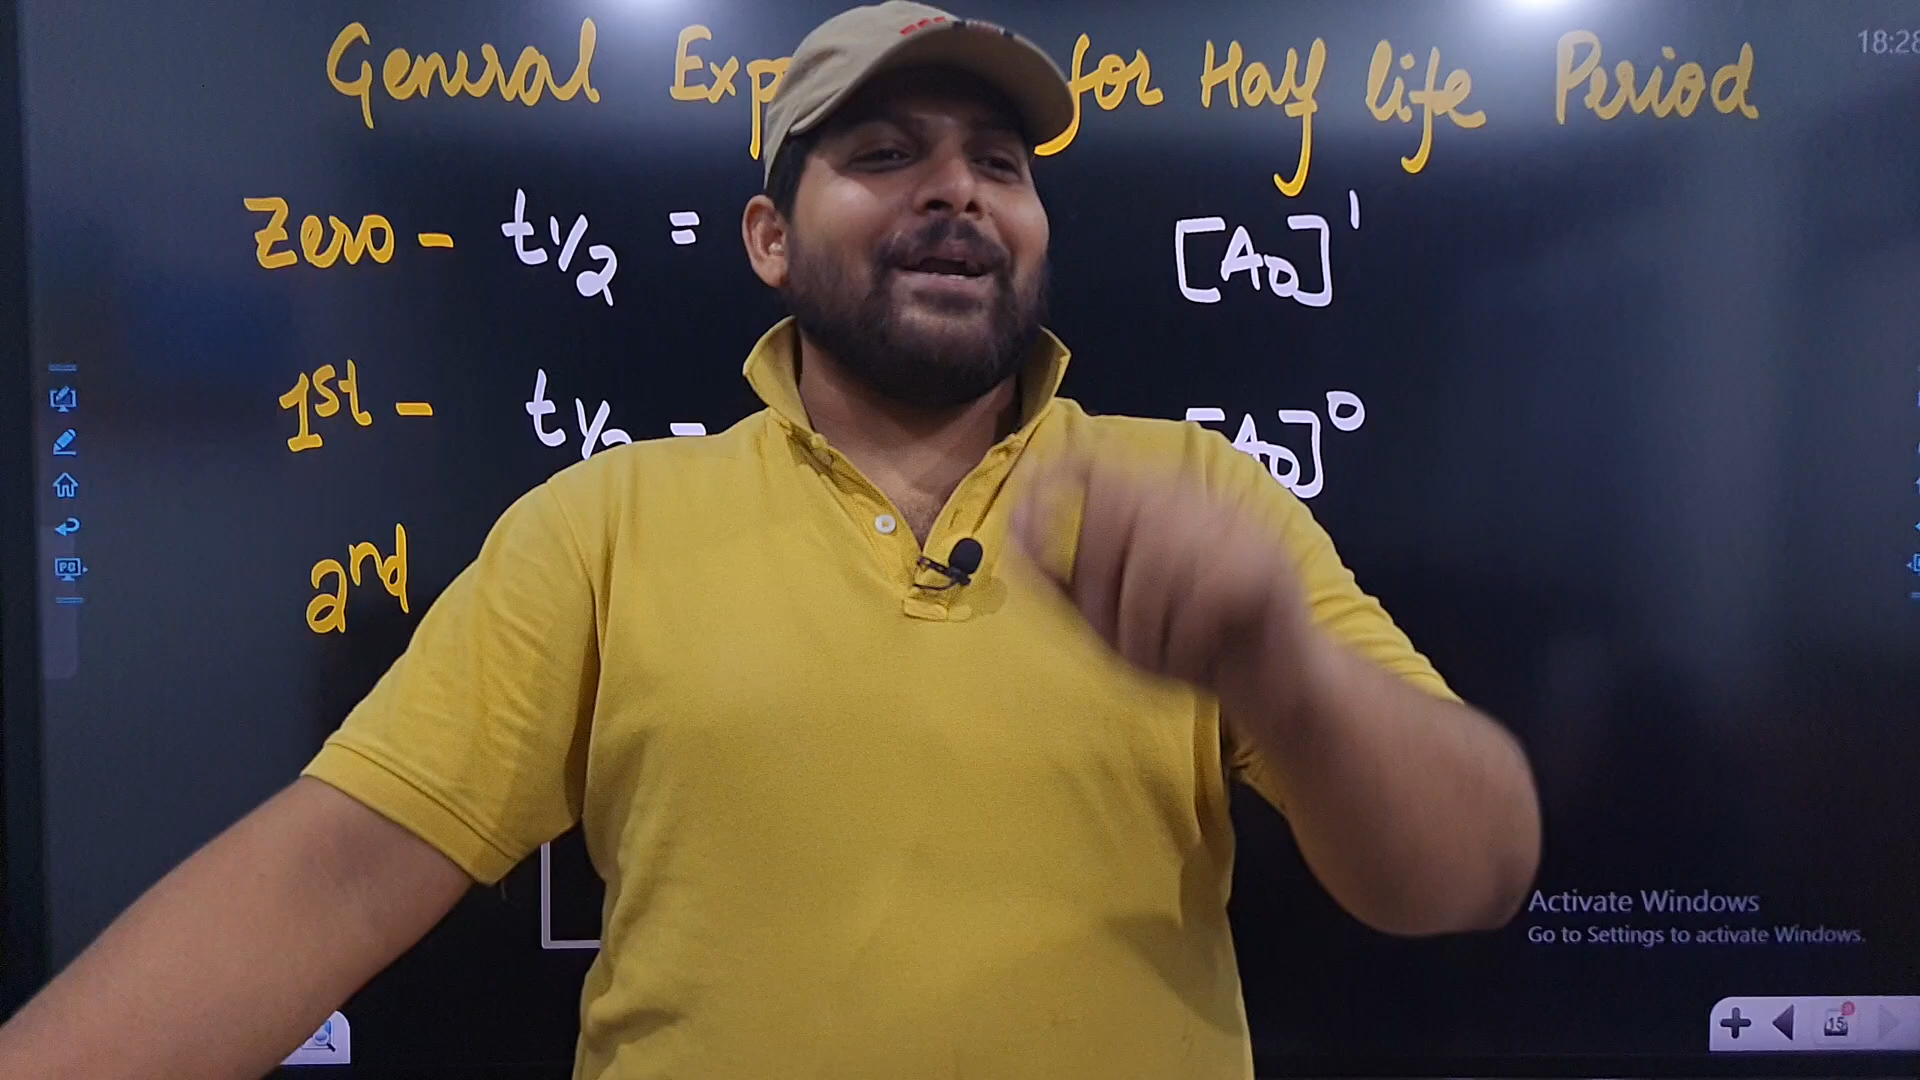 General Exp for Half life Period
18:28
Zero - t1/2 = [A0]¹
1st - t1/2 = [A0]⁰
2nd
Activate Windows
Go to Settings to activate Windows.
15